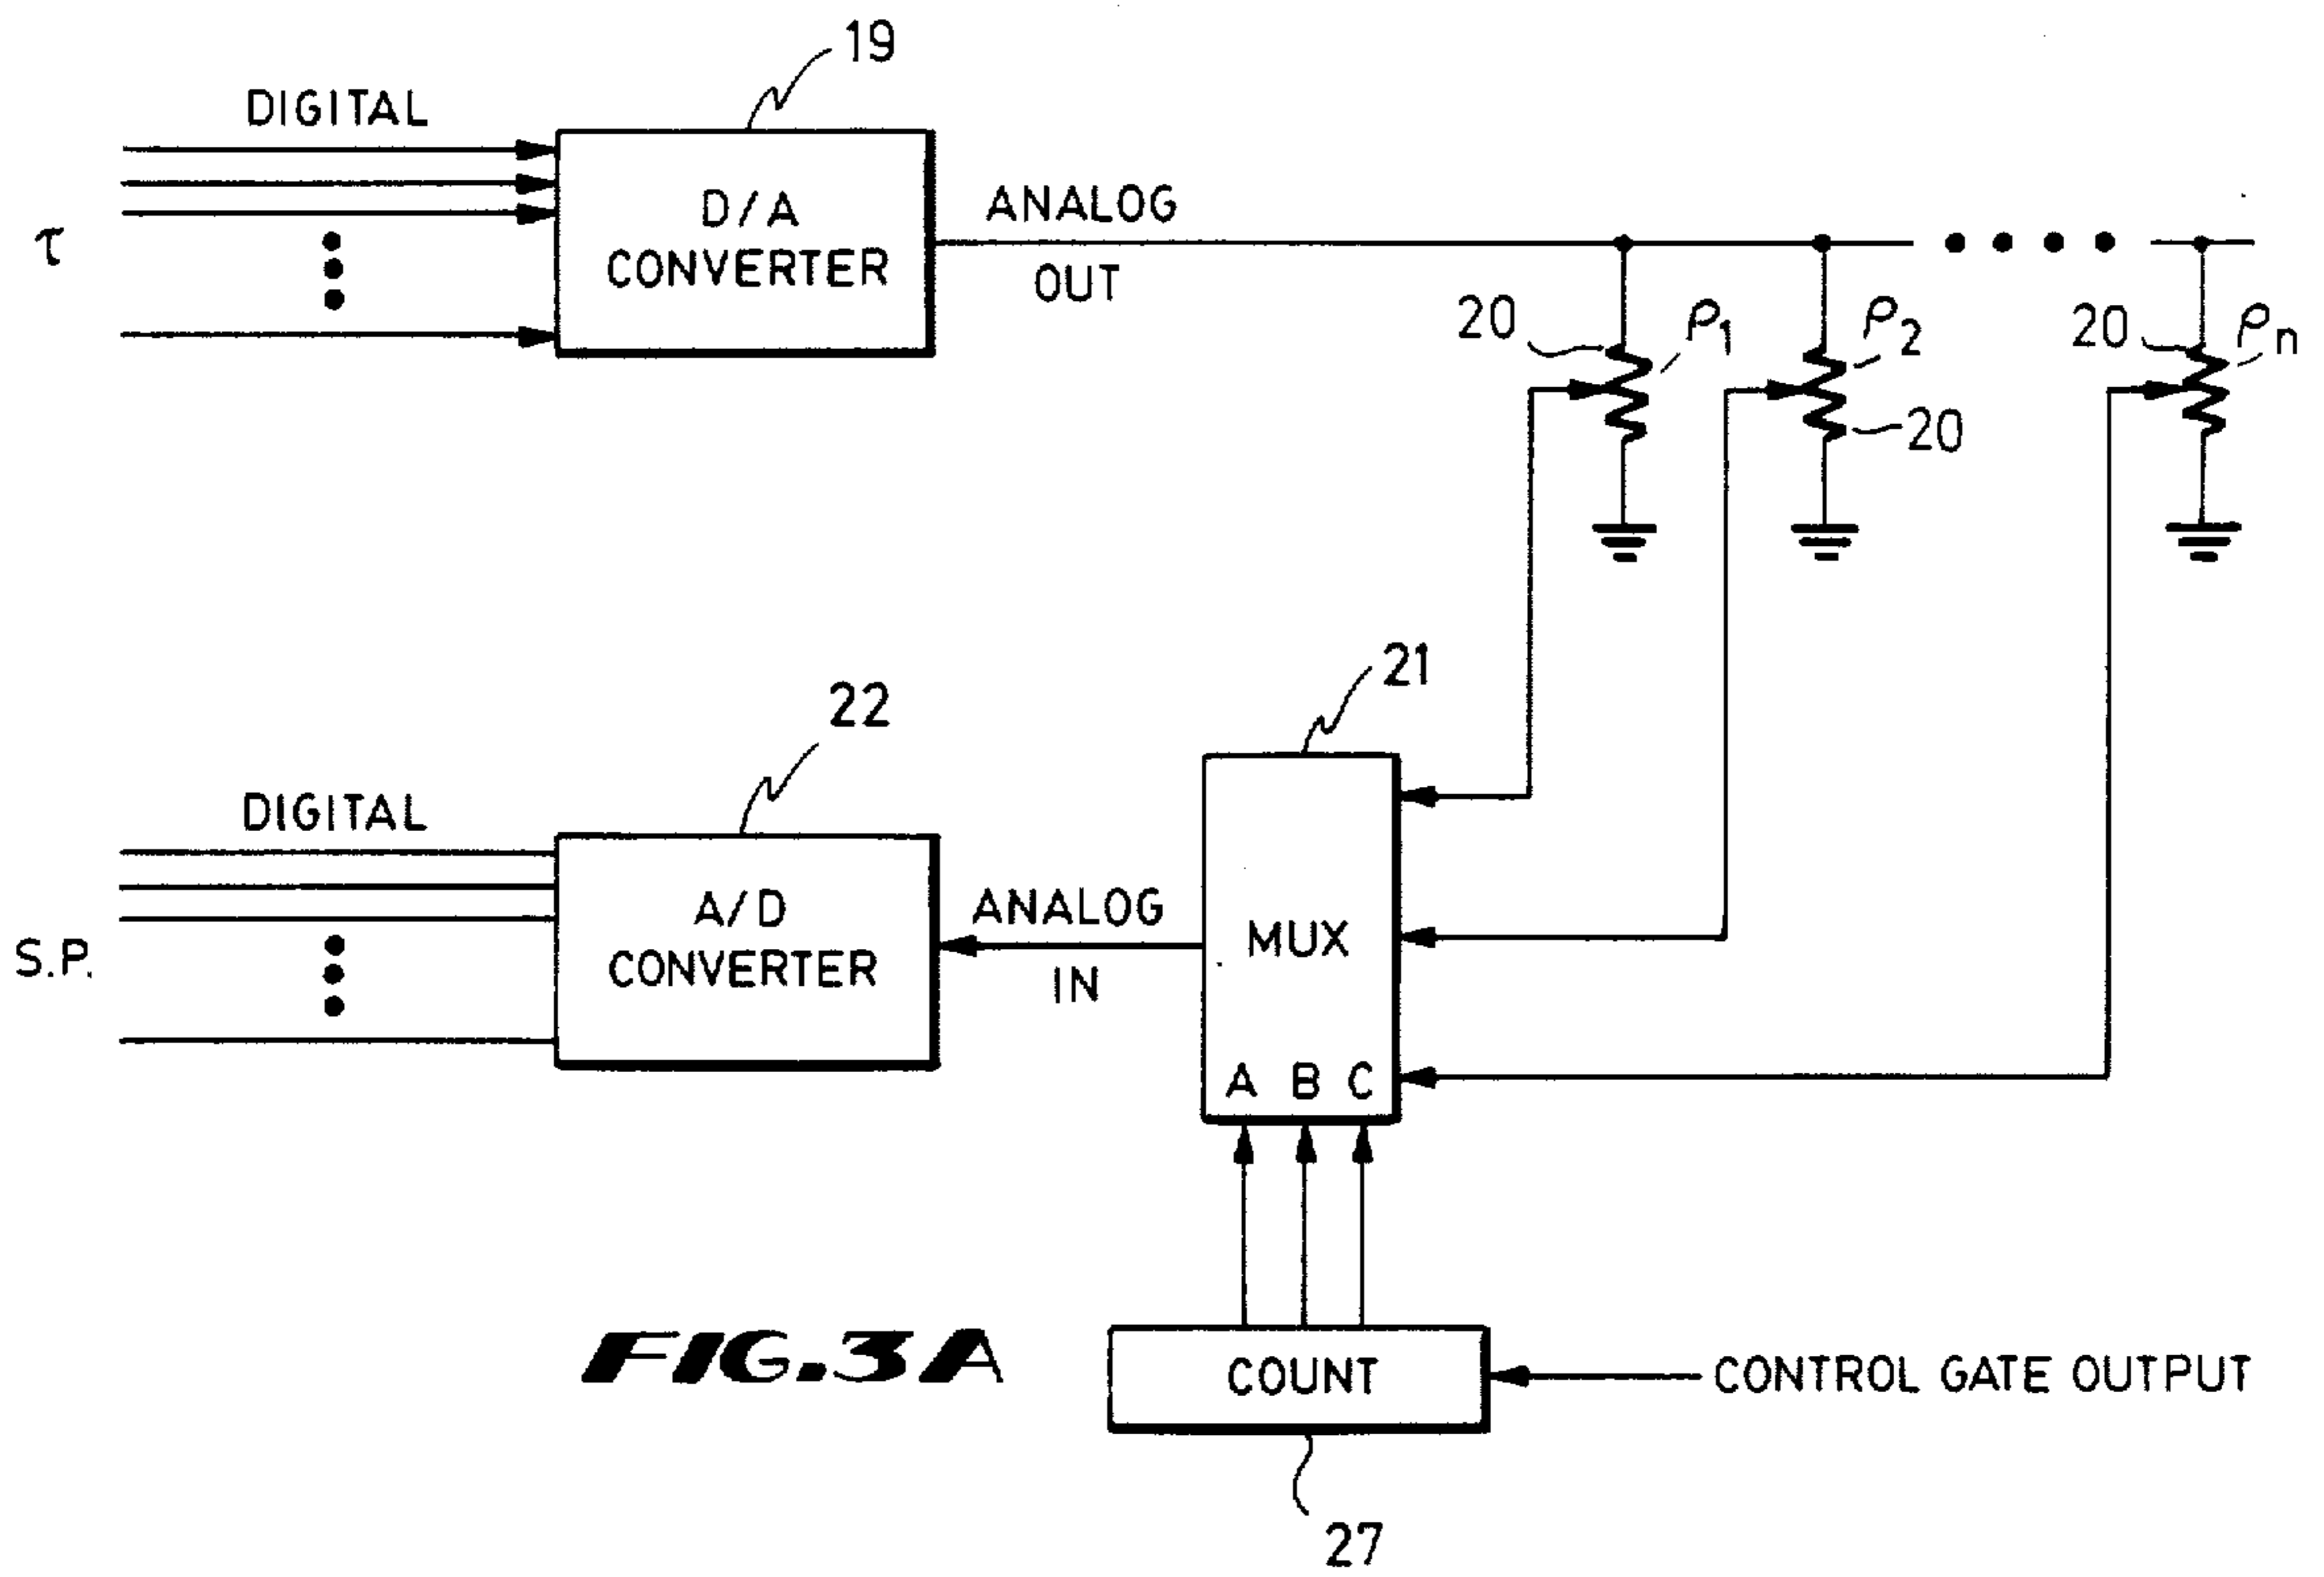 19
DIGITAL
τ
D/A
CONVERTER
ANALOG
OUT
20
ρ1
ρ2
20
20
ρn
21
22
DIGITAL
S.P.
A/D
CONVERTER
ANALOG
IN
MUX
A B C
FIG.3A
COUNT
CONTROL GATE OUTPUT
27